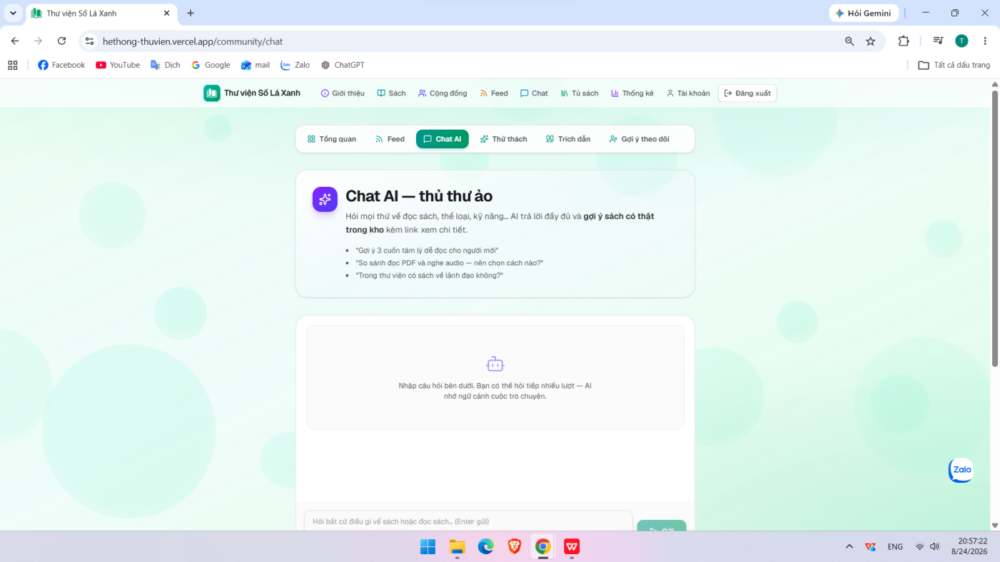 Thư viện Số Lá Xanh
Hỏi Gemini
hethong-thuvien.vercel.app/community/chat
T
Facebook
YouTube
Dịch
Google
mail
Zalo
Zalo
ChatGPT
Tất cả dấu trang
Thư viện Số Lá Xanh
Giới thiệu
Sách
Cộng đồng
Feed
Chat
Tủ sách
Thống kê
Tài khoản
Đăng xuất
Tổng quan
Feed
Chat AI
Thử thách
Trích dẫn
Gợi ý theo dõi
Chat AI — thủ thư ảo
Hỏi mọi thứ về đọc sách, thể loại, kỹ năng... AI trả lời đầy đủ và gợi ý sách có thật
trong kho kèm link xem chi tiết.
"Gợi ý 3 cuốn tâm lý dễ đọc cho người mới"
"So sánh đọc PDF và nghe audio — nên chọn cách nào?"
"Trong thư viện có sách về lãnh đạo không?"
Nhập câu hỏi bên dưới. Bạn có thể hỏi tiếp nhiều lượt — AI
nhớ ngữ cảnh cuộc trò chuyện.
Zalo
Hỏi bất cứ điều gì về sách hoặc đọc sách... (Enter gửi)
ENG
20:57:22
8/24/2026